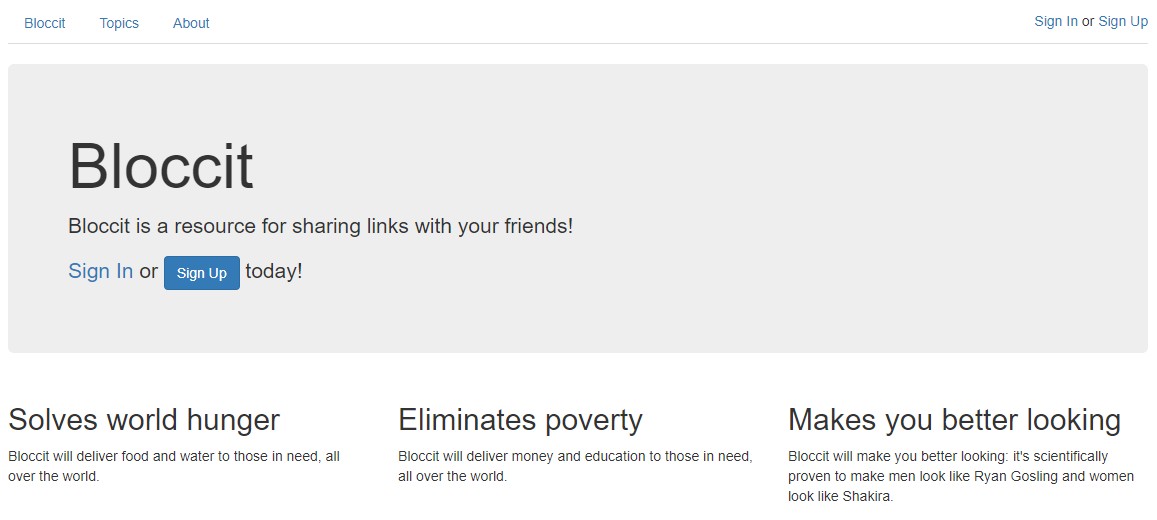 Bloccit Topics About Sign In or Sign Up
Bloccit
Bloccit is a resource for sharing links with your friends!
Sign In or Sign Up today!
Solves world hunger
Bloccit will deliver food and water to those in need, all
over the world.
Eliminates poverty
Bloccit will deliver money and education to those in need,
all over the world.
Makes you better looking
Bloccit will make you better looking: it's scientifically
proven to make men look like Ryan Gosling and women
look like Shakira.